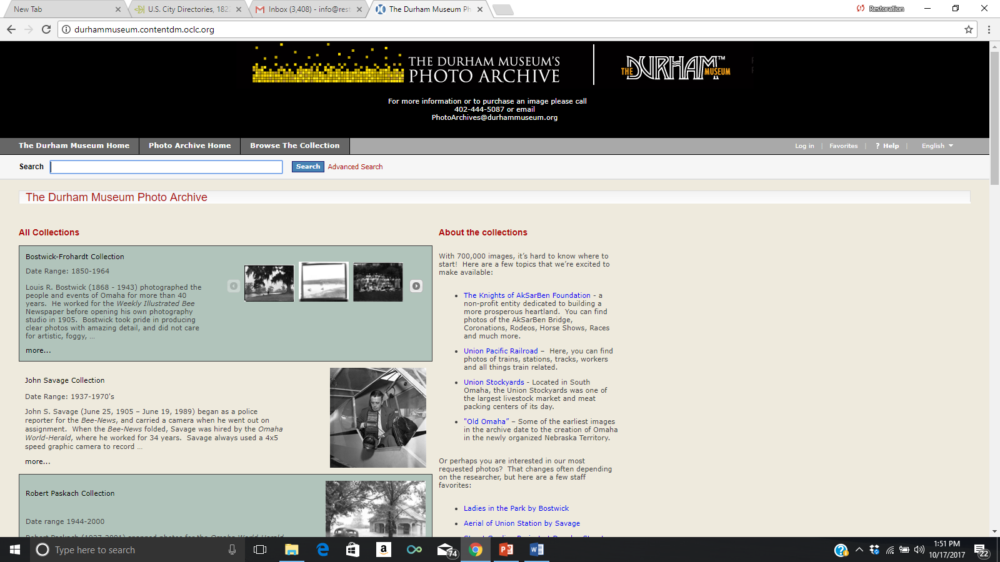 New Tab
U.S. City Directories, 182
Inbox (3,408) - info@rest
The Durham Museum Ph
Restoration
durhammuseum.contentdm.oclc.org
THE DURHAM MUSEUM'S
PHOTO ARCHIVE
THE DURHAM™ MUSEUM
For more information or to purchase an image please call
402-444-5087 or email
PhotoArchives@durhammuseum.org
The Durham Museum Home
Photo Archive Home
Browse The Collection
Log in | Favorites | ? Help | English
Search
Search
Advanced Search
The Durham Museum Photo Archive
All Collections
Bostwick-Frohardt Collection
Date Range: 1850-1964
Louis R. Bostwick (1868 - 1943) photographed the
people and events of Omaha for more than 40
years.  He worked for the Weekly Illustrated Bee
Newspaper before opening his own photography
studio in 1905.  Bostwick took pride in producing
clear photos with amazing detail, and did not care
for artistic, foggy, ...
more...
John Savage Collection
Date Range: 1937-1970's
John S. Savage (June 25, 1905 – June 19, 1989) began as a police
reporter for the Bee-News, and carried a camera when he went out on
assignment.  When the Bee-News folded, Savage was hired by the Omaha
World-Herald, where he worked for 34 years.  Savage always used a 4x5
speed graphic camera to record ...
more...
Robert Paskach Collection
Date range 1944-2000
About the collections
With 700,000 images, it's hard to know where to
start!  Here are a few topics that we're excited to
make available:
• The Knights of AkSarBen Foundation - a
non-profit entity dedicated to building a
more prosperous heartland.  You can find
photos of the AkSarBen Bridge,
Coronations, Rodeos, Horse Shows, Races
and much more.
• Union Pacific Railroad –  Here, you can find
photos of trains, stations, tracks, workers
and all things train related.
• Union Stockyards - Located in South
Omaha, the Union Stockyards was one of
the largest livestock market and meat
packing centers of its day.
• "Old Omaha” – Some of the earliest images
in the archive date to the creation of Omaha
in the newly organized Nebraska Territory.
Or perhaps you are interested in our most
requested photos?  That changes often depending
on the researcher, but here are a few staff
favorites:
• Ladies in the Park by Bostwick
• Aerial of Union Station by Savage
Type here to search
74
1:51 PM
10/17/2017
22